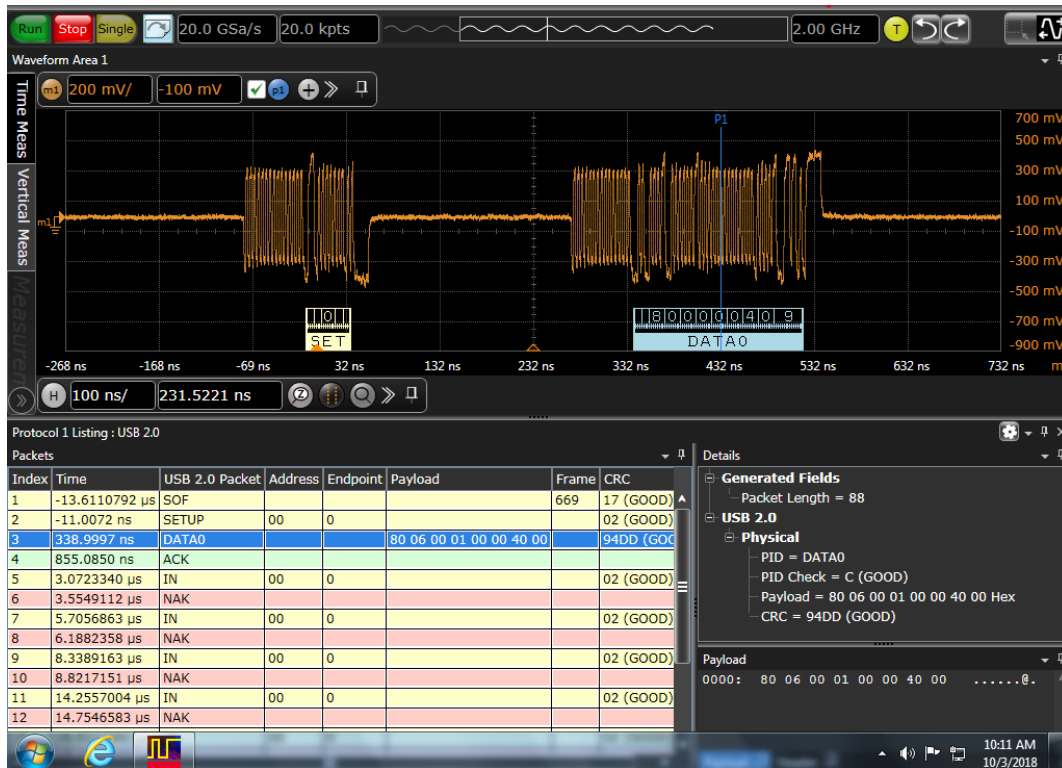 Run Stop Single 20.0 GSa/s 20.0 kpts 2.00 GHz T
Waveform Area 1
Time Meas
Vertical Meas
Measurem
m1 200 mV/ -100 mV p1
P1
700 mV
500 mV
300 mV
100 mV
-100 mV
-300 mV
-500 mV
-700 mV
-900 mV
m1
0
SET
8 0 0 0 0 0 4 0 9
DATA0
-268 ns -168 ns -69 ns 32 ns 132 ns 232 ns 332 ns 432 ns 532 ns 632 ns 732 ns m
H 100 ns/ 231.5221 ns Z
Protocol 1 Listing : USB 2.0
Packets
Index Time USB 2.0 Packet Address Endpoint Payload Frame CRC
1 -13.6110792 µs SOF 669 17 (GOOD)
2 -11.0072 ns SETUP 00 0 02 (GOOD)
3 338.9997 ns DATA0 80 06 00 01 00 00 40 00 94DD (GOO
4 855.0850 ns ACK
5 3.0723340 µs IN 00 0 02 (GOOD)
6 3.5549112 µs NAK
7 5.7056863 µs IN 00 0 02 (GOOD)
8 6.1882358 µs NAK
9 8.3389163 µs IN 00 0 02 (GOOD)
10 8.8217151 µs NAK
11 14.2557004 µs IN 00 0 02 (GOOD)
12 14.7546583 µs NAK
Details
Generated Fields
Packet Length = 88
USB 2.0
Physical
PID = DATA0
PID Check = C (GOOD)
Payload = 80 06 00 01 00 00 40 00 Hex
CRC = 94DD (GOOD)
Payload
0000: 80 06 00 01 00 00 40 00 ......@.
10:11 AM
10/3/2018